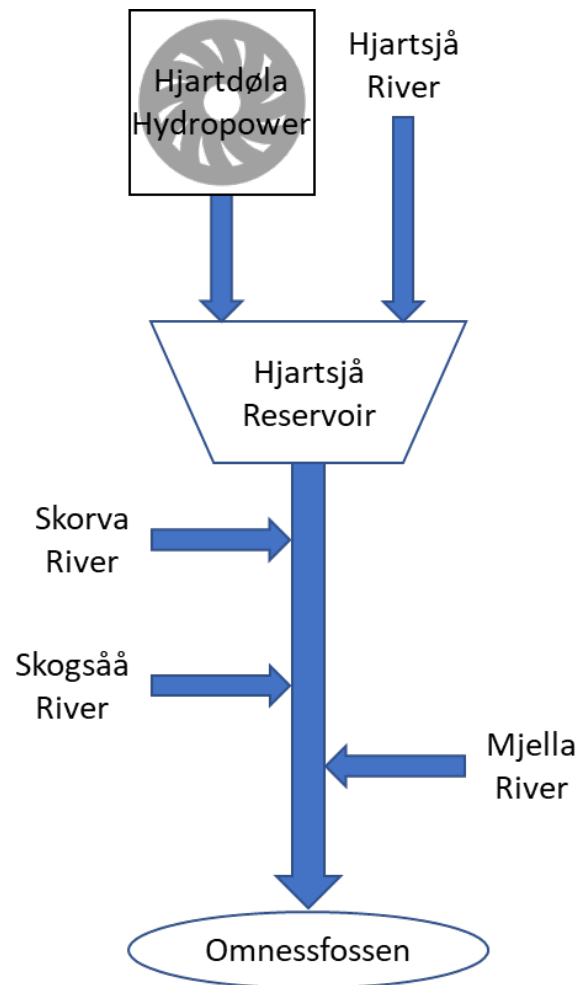 Hjartdøla
Hydropower
Hjartsjå
River
Hjartsjå
Reservoir
Skorva
River
Skogsåå
River
Mjella
River
Omnessfossen